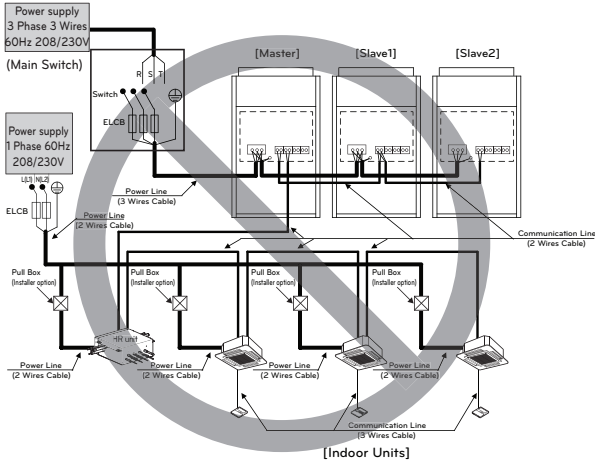 Power supply
3 Phase 3 Wires
60Hz 208/230V
(Main Switch)
R S T
Switch
ELCB
[Master]
[Slave1]
[Slave2]
Power supply
1 Phase 60Hz
208/230V
L(L1) N(L2)
ELCB
Power Line
(3 Wires Cable)
Power Line
(2 Wires Cable)
Communication Line
(2 Wires Cable)
Pull Box
(Installer option)
Pull Box
(Installer option)
Pull Box
(Installer option)
Pull Box
(Installer option)
HR unit
Power Line
(2 Wires Cable)
Power Line
(2 Wires Cable)
Power Line
(2 Wires Cable)
Power Line
(2 Wires Cable)
Communication Line
(3 Wires Cable)
[Indoor Units]